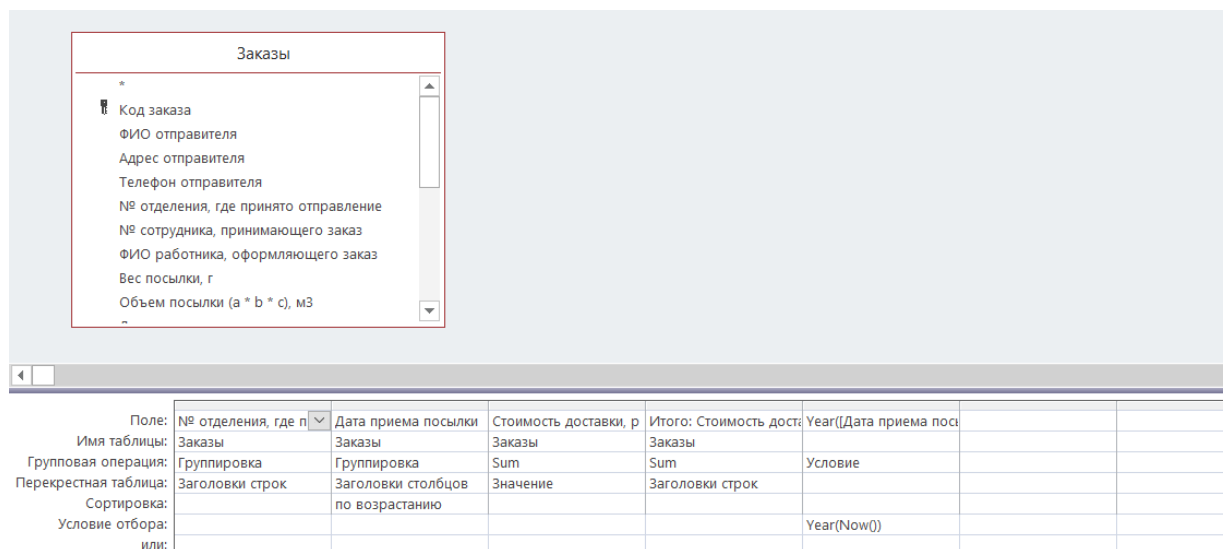 Заказы
*
Код заказа
ФИО отправителя
Адрес отправителя
Телефон отправителя
№ отделения, где принято отправление
№ сотрудника, принимающего заказ
ФИО работника, оформляющего заказ
Вес посылки, г
Объем посылки (a * b * c), м3
Поле: № отделения, где п Дата приема посылки Стоимость доставки, р Итого: Стоимость доста Year([Дата приема пось
Имя таблицы: Заказы Заказы Заказы Заказы
Групповая операция: Группировка Группировка Sum Sum Условие
Перекрестная таблица: Заголовки строк Заголовки столбцов Значение Заголовки строк
Сортировка: по возрастанию
Условие отбора: Year(Now())
или: